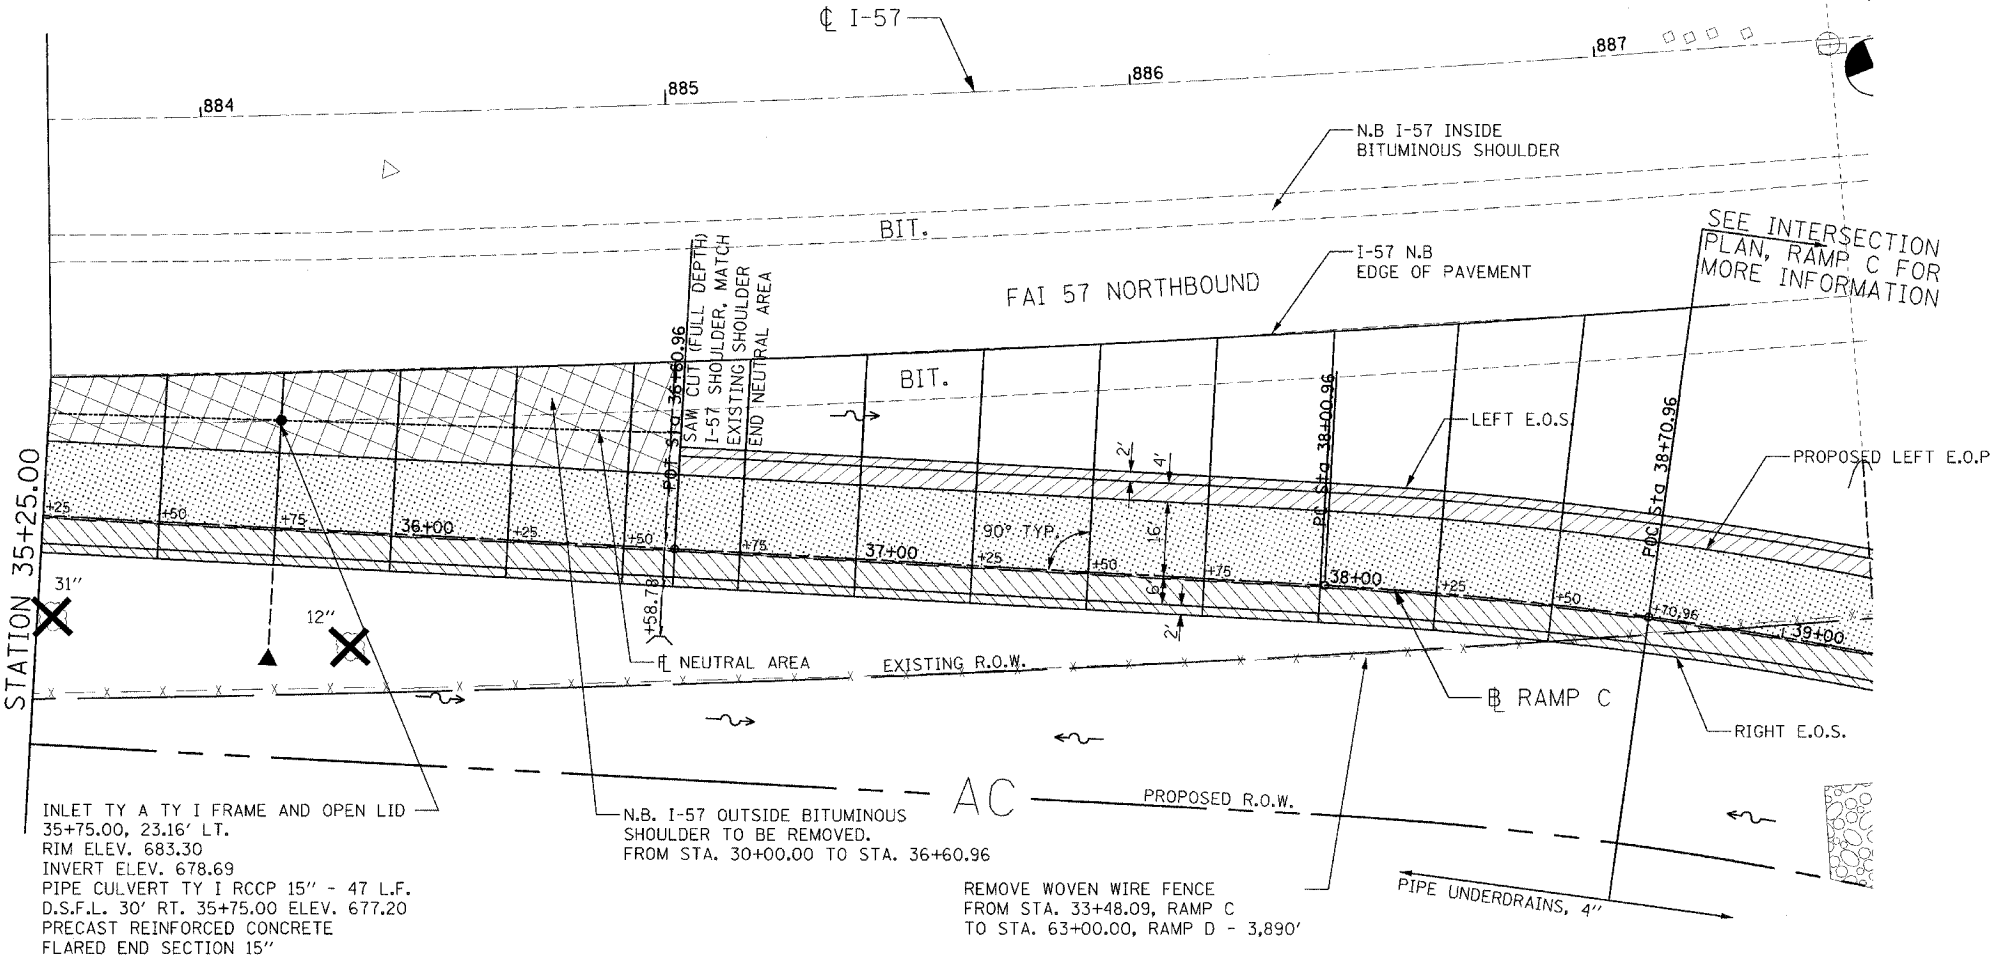 ℄ I-57
884
885
886
887
N.B I-57 INSIDE
BITUMINOUS SHOULDER
BIT.
SEE INTERSECTION
PLAN, RAMP C FOR
MORE INFORMATION
I-57 N.B
EDGE OF PAVEMENT
FAI 57 NORTHBOUND
SAW CUT (FULL DEPTH)
I-57 SHOULDER, MATCH
EXISTING SHOULDER
END NEUTRAL AREA
POT Sta 36+60.96
BIT.
PC Sta 38+00.96
POC Sta 38+70.96
LEFT E.O.S.
PROPOSED LEFT E.O.P
2'
4'
16'
6'
2'
90° TYP.
STATION 35+25.00
+25
+50
+75
36+00
+25
+50
+75
37+00
+25
+50
+75
38+00
+25
+50
+70.96
39+00
+58.78
31"
12"
℄ NEUTRAL AREA
EXISTING R.O.W.
BL RAMP C
RIGHT E.O.S.
AC
PROPOSED R.O.W.
INLET TY A TY I FRAME AND OPEN LID
35+75.00, 23.16' LT.
RIM ELEV. 683.30
INVERT ELEV. 678.69
PIPE CULVERT TY I RCCP 15" - 47 L.F.
D.S.F.L. 30' RT. 35+75.00 ELEV. 677.20
PRECAST REINFORCED CONCRETE
FLARED END SECTION 15"
N.B. I-57 OUTSIDE BITUMINOUS
SHOULDER TO BE REMOVED.
FROM STA. 30+00.00 TO STA. 36+60.96
REMOVE WOVEN WIRE FENCE
FROM STA. 33+48.09, RAMP C
TO STA. 63+00.00, RAMP D - 3,890'
PIPE UNDERDRAINS, 4"